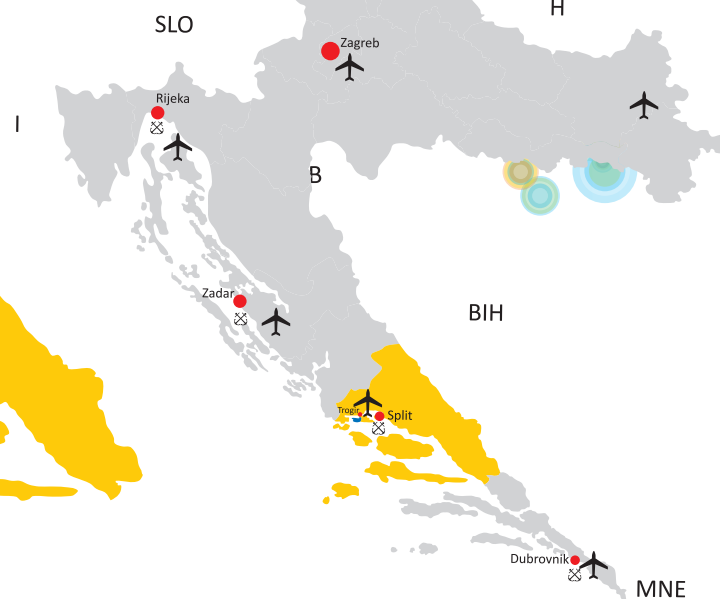 H
SLO
Zagreb
Rijeka
I
B
Zadar
BIH
Trogir
Split
Dubrovnik
MNE